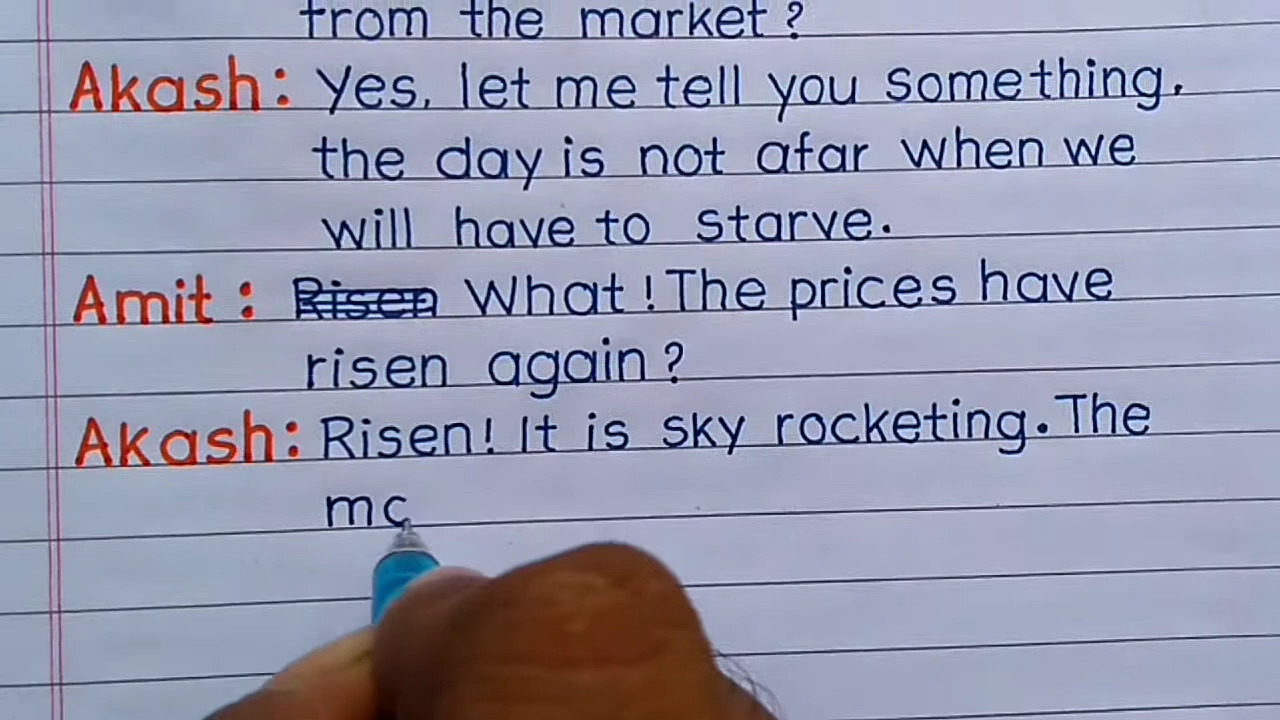 from the market?
Akash: Yes, let me tell you something.
the day is not afar when we
will have to starve.
Amit: Risen What! The prices have
risen again?
Akash: Risen! It is sky rocketing. The